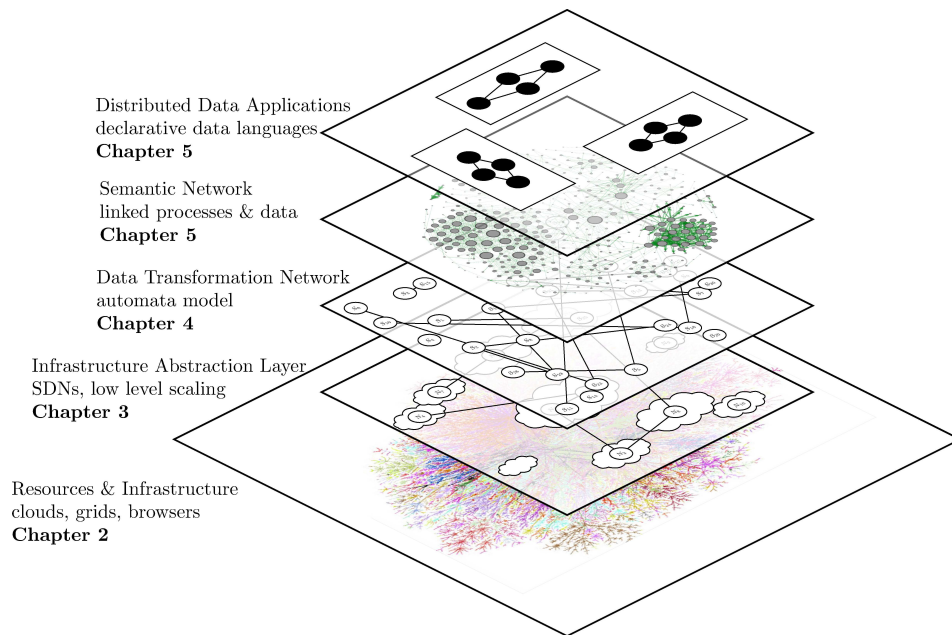 Distributed Data Applications
declarative data languages
Chapter 5
Semantic Network
linked processes & data
Chapter 5
Data Transformation Network
automata model
Chapter 4
Infrastructure Abstraction Layer
SDNs, low level scaling
Chapter 3
Resources & Infrastructure
clouds, grids, browsers
Chapter 2